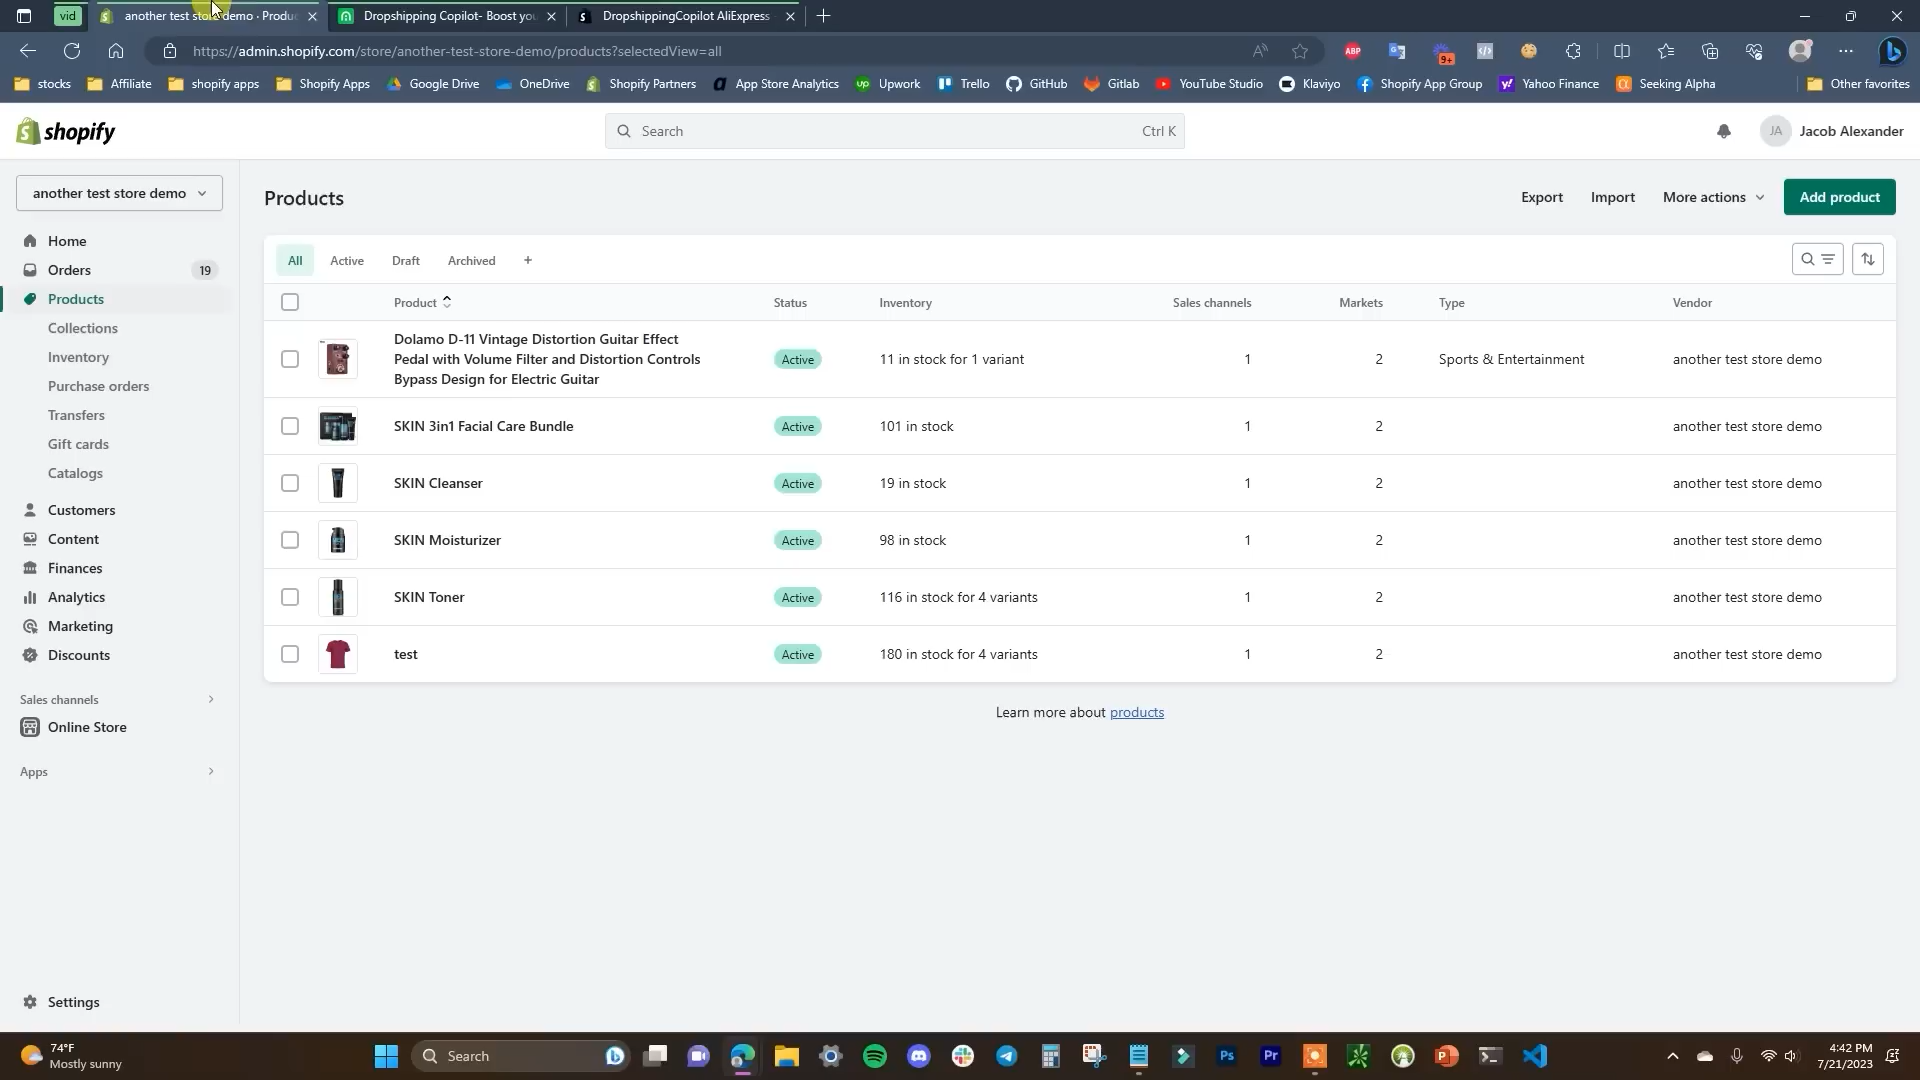 vid
another test store demo · Produc
Dropshipping Copilot- Boost you
DropshippingCopilot AliExpress
https://admin.shopify.com/store/another-test-store-demo/products?selectedView=all
ABP
9+
stocks
Affiliate
shopify apps
Shopify Apps
Google Drive
OneDrive
Shopify Partners
App Store Analytics
Upwork
Trello
GitHub
Gitlab
YouTube Studio
Klaviyo
Shopify App Group
Yahoo Finance
Seeking Alpha
Other favorites
shopify
Search
Ctrl K
JA
Jacob Alexander
another test store demo
Home
Orders
19
Products
Collections
Inventory
Purchase orders
Transfers
Gift cards
Catalogs
Customers
Content
Finances
Analytics
Marketing
Discounts
Sales channels
Online Store
Apps
Settings
Products
Export
Import
More actions
Add product
All
Active
Draft
Archived
+
Product
Status
Inventory
Sales channels
Markets
Type
Vendor
Dolamo D-11 Vintage Distortion Guitar Effect
Pedal with Volume Filter and Distortion Controls
Bypass Design for Electric Guitar
Active
11 in stock for 1 variant
1
2
Sports & Entertainment
another test store demo
SKIN 3in1 Facial Care Bundle
Active
101 in stock
1
2
another test store demo
SKIN Cleanser
Active
19 in stock
1
2
another test store demo
SKIN Moisturizer
Active
98 in stock
1
2
another test store demo
SKIN Toner
Active
116 in stock for 4 variants
1
2
another test store demo
test
Active
180 in stock for 4 variants
1
2
another test store demo
Learn more about products
74°F
Mostly sunny
Search
Ps
Pr
4:42 PM
7/21/2023